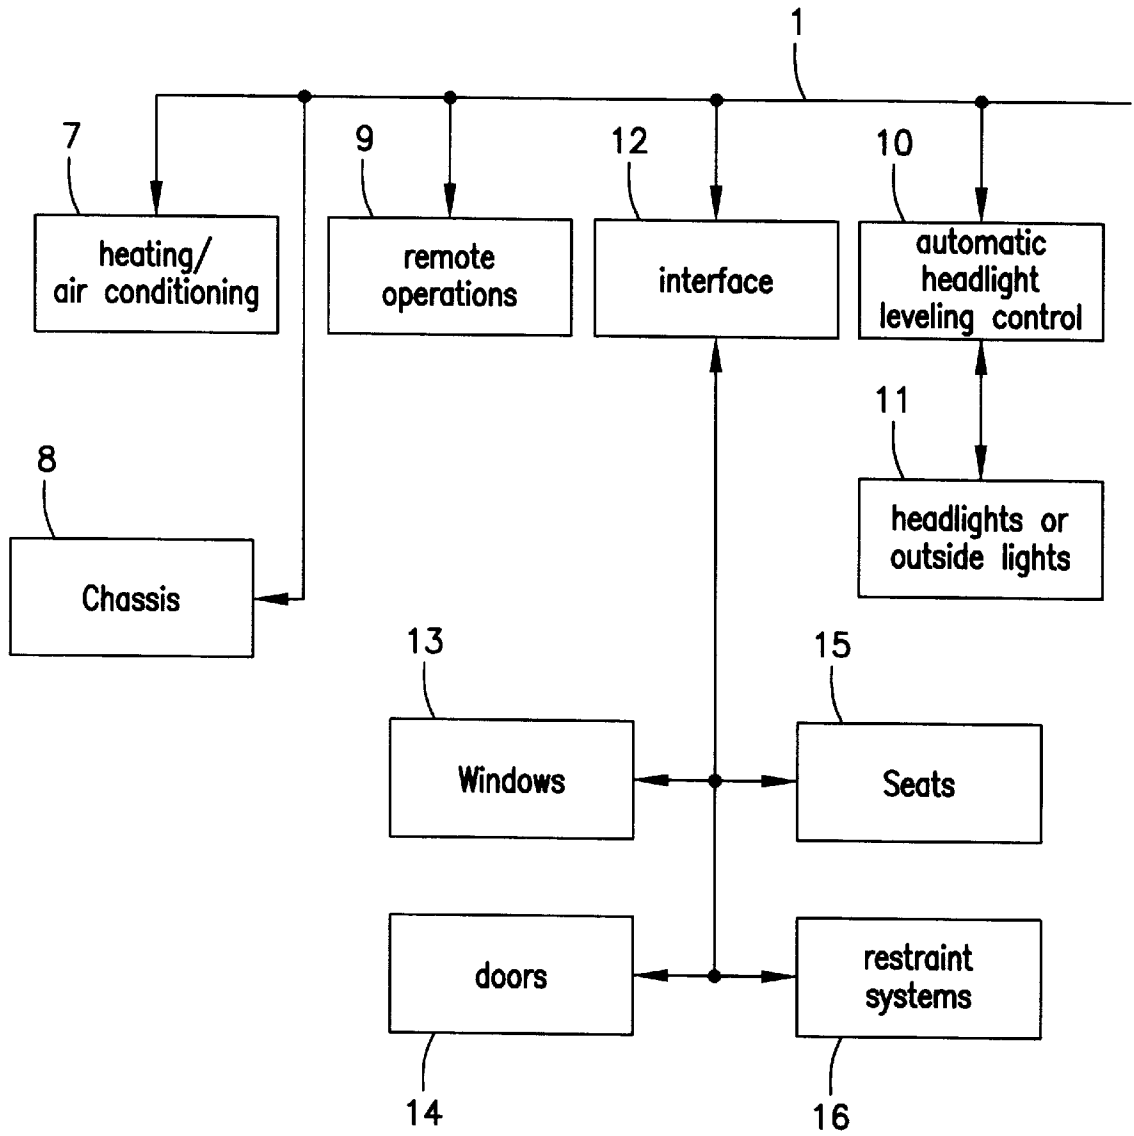 1
7
9
12
10
heating/
air conditioning
remote
operations
interface
automatic
headlight
leveling control
8
11
Chassis
headlights or
outside lights
13
15
Windows
Seats
doors
restraint
systems
14
16